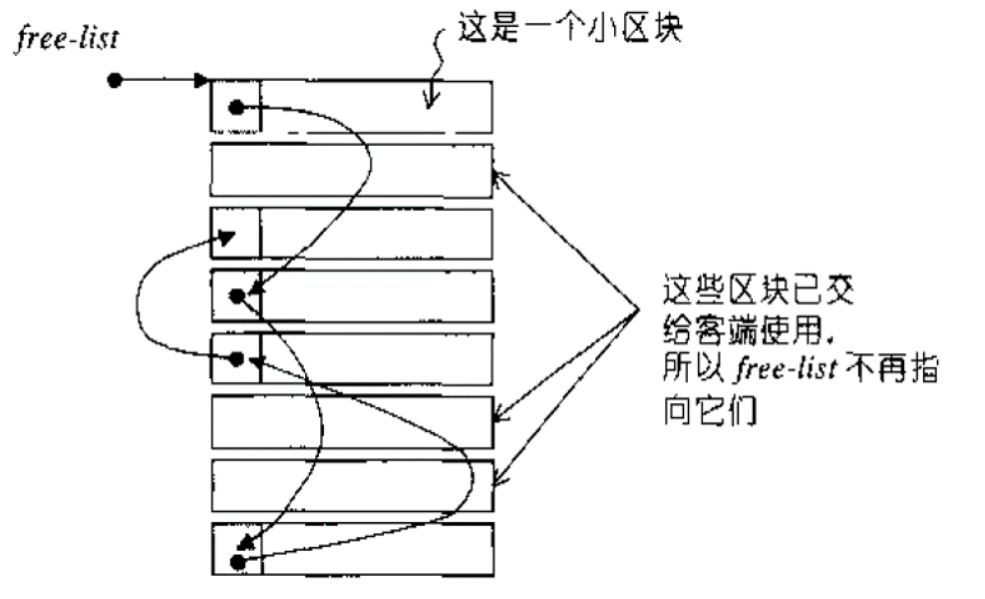 free-list
这是一个小区块
这些区块已交
给客端使用.
所以 free-list 不再指
向它们